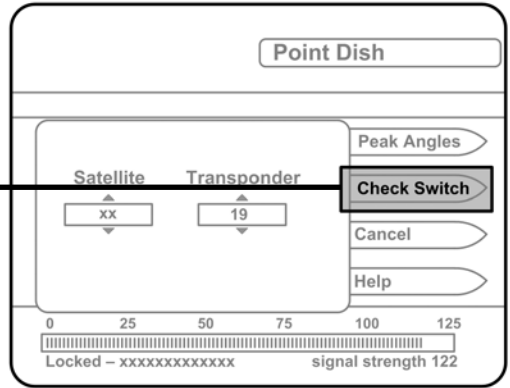 Point Dish
Peak Angles
Satellite Transponder
Check Switch
xx 19
Cancel
Help
0 25 50 75 100 125
Locked – xxxxxxxxxxxxx signal strength 122